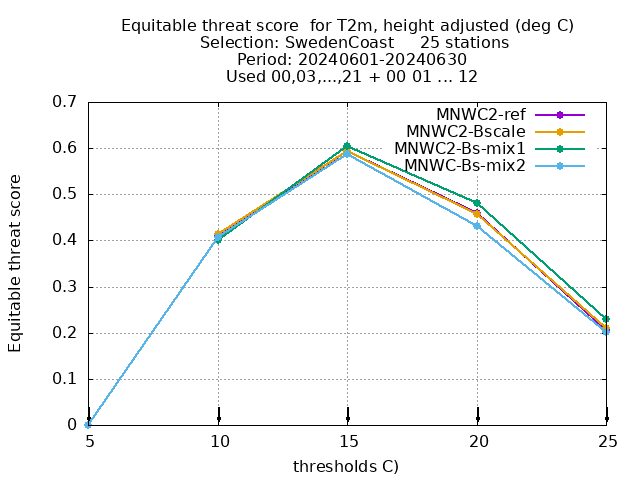 Equitable threat score  for T2m, height adjusted (deg C)
Selection: SwedenCoast     25 stations
Period: 20240601-20240630
Used 00,03,...,21 + 00 01 ... 12
MNWC2-ref
MNWC2-Bscale
MNWC2-Bs-mix1
MNWC-Bs-mix2
Equitable threat score
0.7
0.6
0.5
0.4
0.3
0.2
0.1
0
5
10
15
20
25
thresholds C)